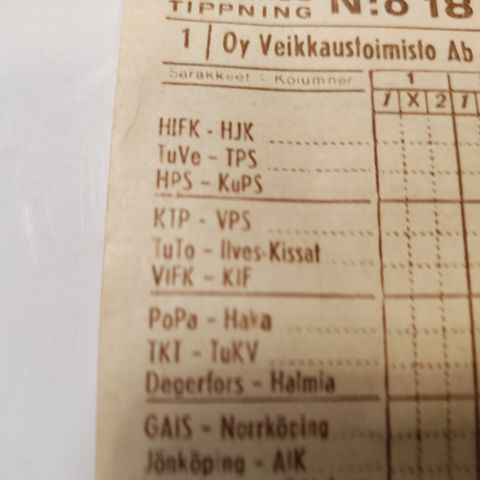 TIPPNING N:o 18
1 Oy Veikkaustoimisto Ab
Sarakkeet : Kolumner 1
1 X 2 1
HIFK - HJK
TuVe - TPS
HPS - KuPS
KTP - VPS
TuTo - Ilves-Kissat
ViFK - KIF
PoPa - Haka
TKT - TuKV
Degerfors - Halmia
GAIS - Norrköping
Jönköping - AIK